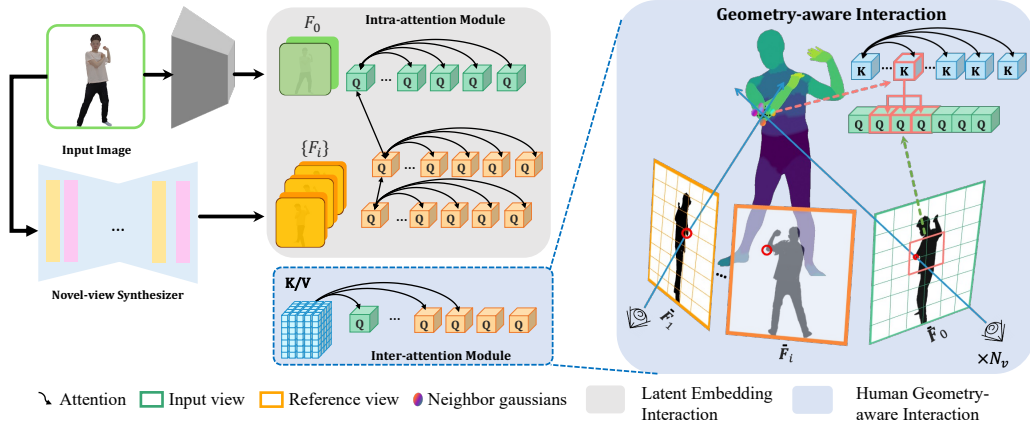 Intra-attention Module
F₀
Q ... Q Q Q Q
Input Image
{Fᵢ}
Q ... Q Q Q Q
Q ... Q Q Q Q
...
Novel-view Synthesizer
K/V
Q ... Q Q Q
Inter-attention Module
Geometry-aware Interaction
K ... K ... K K K
Q Q Q Q Q Q Q
...
F̄₁
F̄ᵢ
F̄₀
×Nᵥ
Attention
Input view
Reference view
Neighbor gaussians
Latent Embedding
Interaction
Human Geometry-
aware Interaction